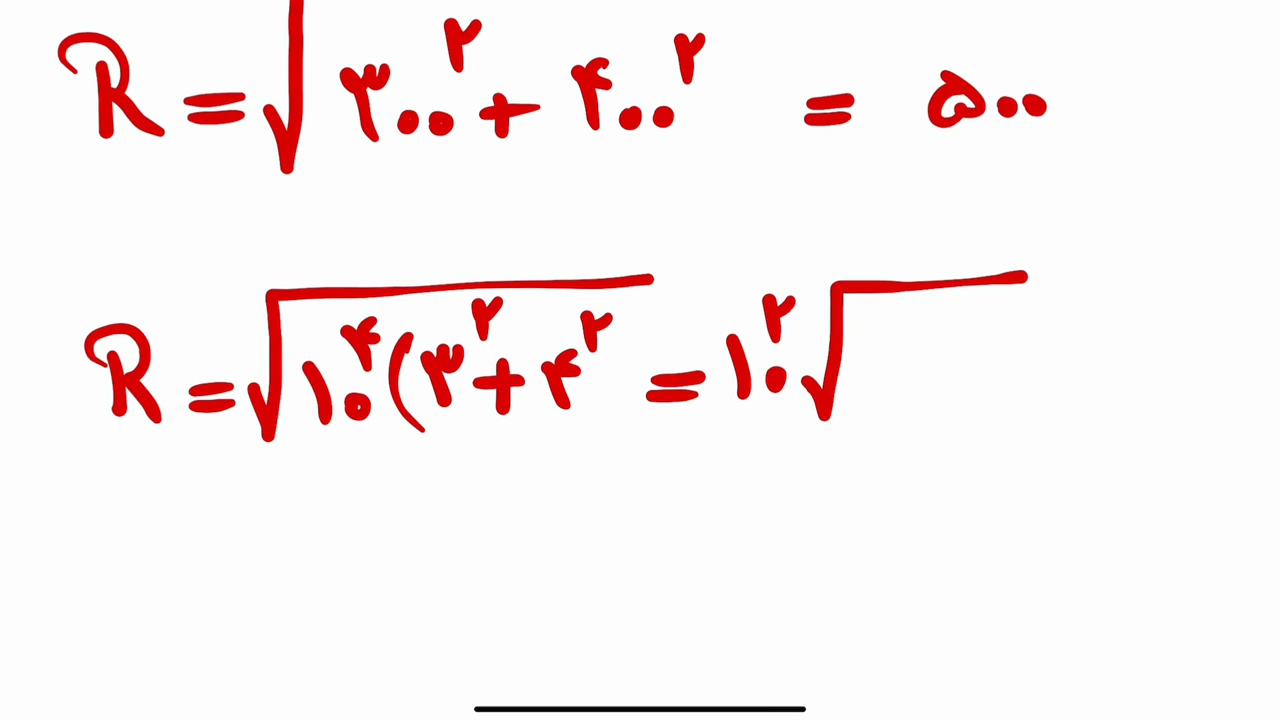 R = √۳۰۰^۲ + ۴۰۰^۲ = ۵۰۰
R = √۱۰^۴(۳^۲ + ۴^۲ = ۱۰^۲√